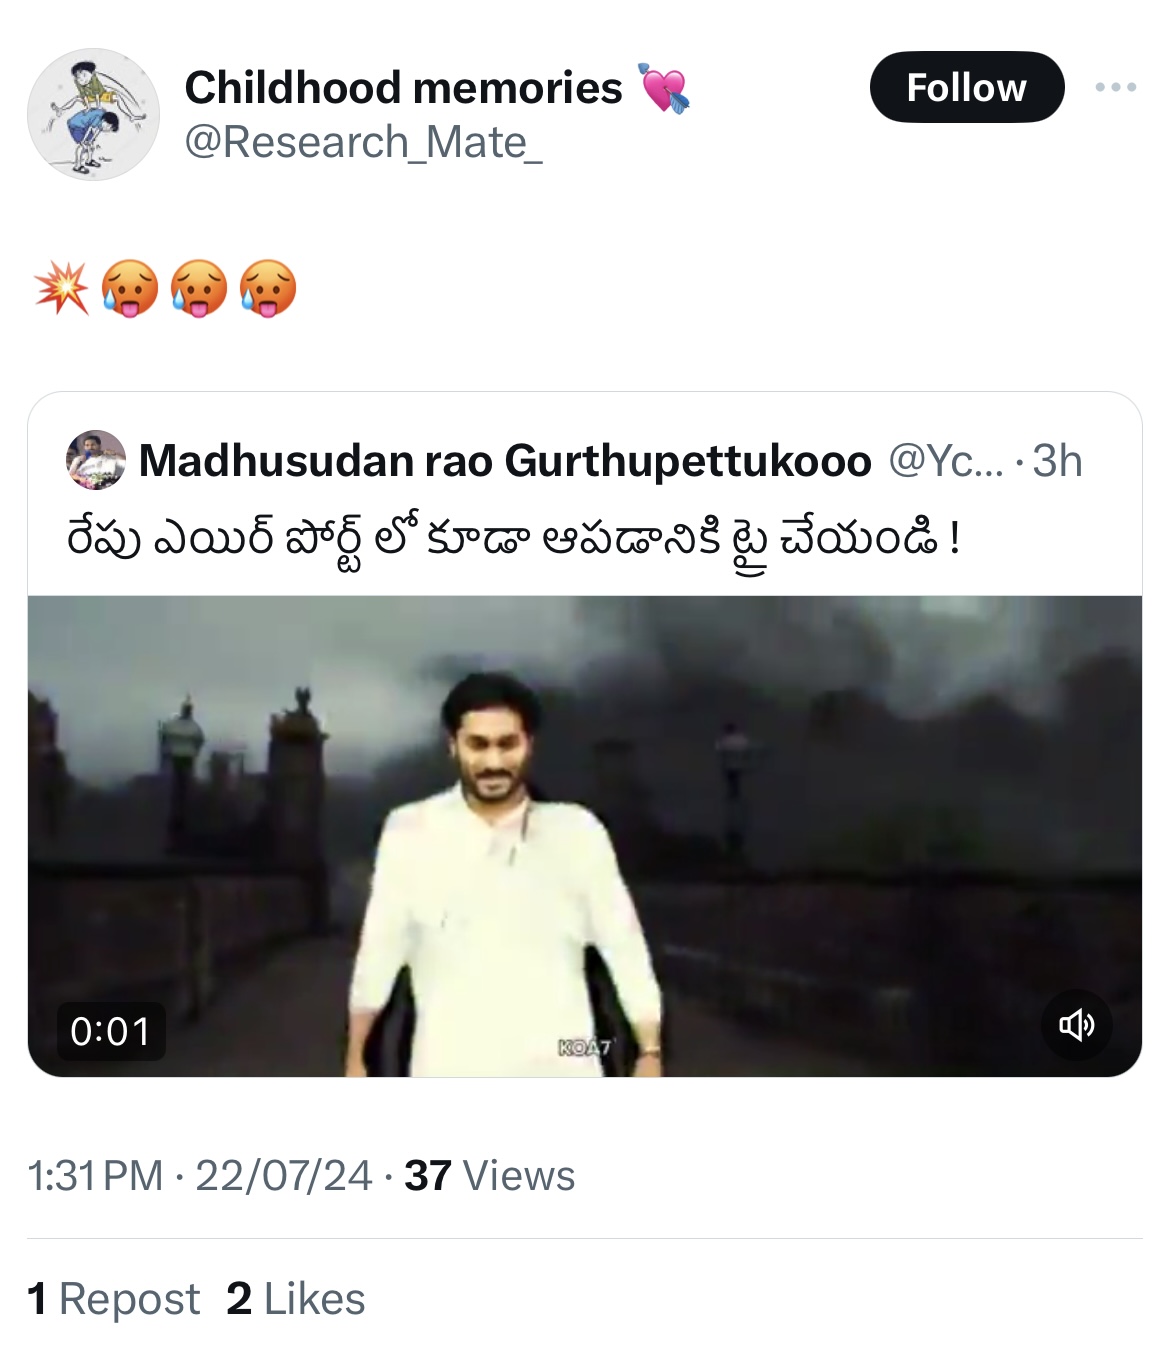 Childhood memories 💘
Follow
@Research_Mate_
💥🥵🥵🥵
Madhusudan rao Gurthupettukooo @Yc... · 3h
రేపు ఎయిర్ పోర్ట్ లో కూడా ఆపడానికి ట్రై చేయండి !
KOA7
0:01
1:31 PM · 22/07/24 · 37 Views
1 Repost 2 Likes